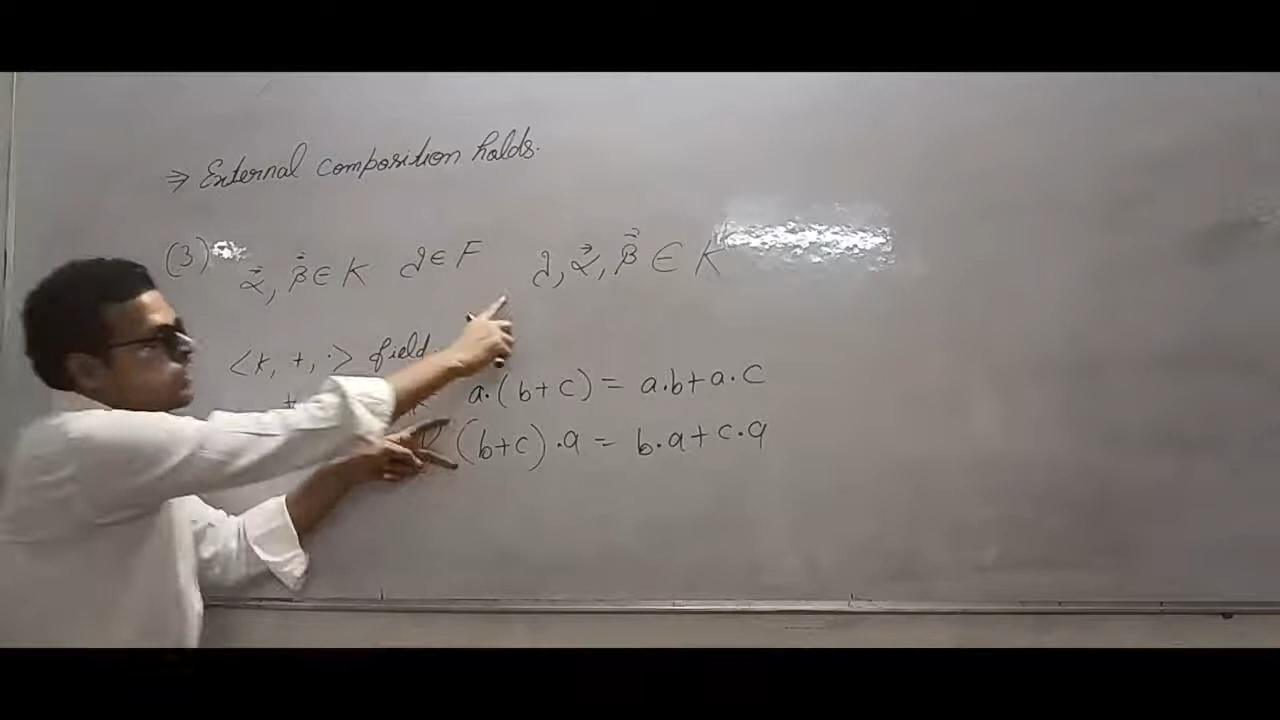 ⇒ External composition holds.
(3) α⃗, β⃗ ∈ K a ∈ F a, α⃗, β⃗ ∈ K
<K, +, ·> field.
+ a·(b+c) = a·b+a·c
(b+c)·a = b·a+c·a